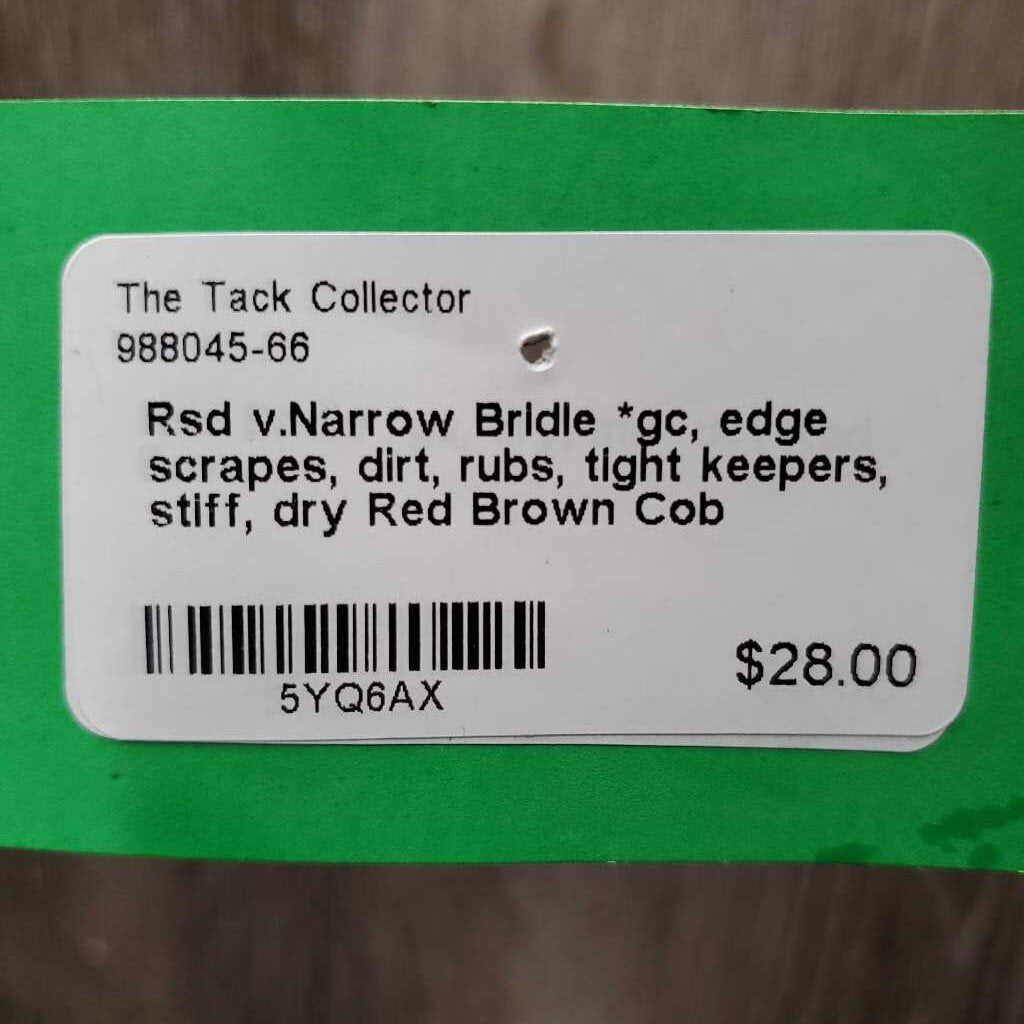 The Tack Collector
988045-66
Rsd v.Narrow Bridle *gc, edge
scrapes, dirt, rubs, tight keepers,
stiff, dry Red Brown Cob
5YQ6AX
$28.00